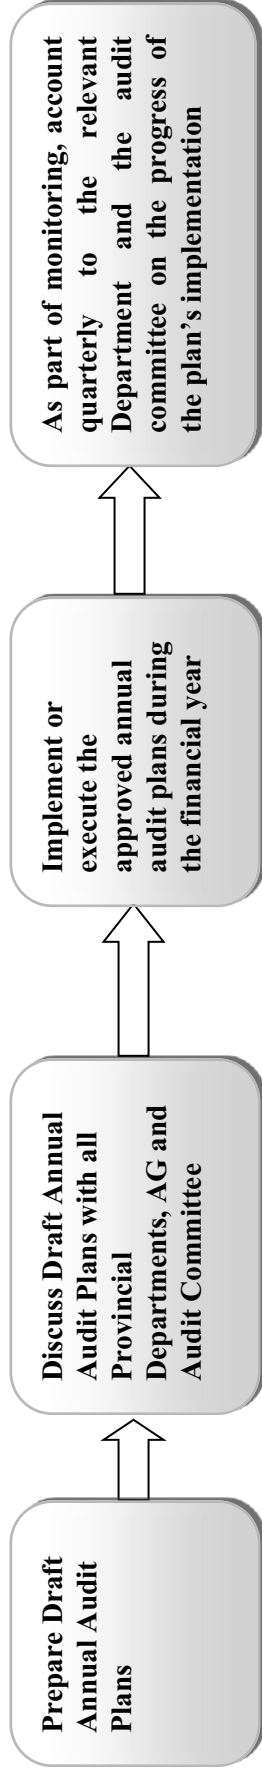 Prepare Draft
Annual Audit
Plans
Discuss Draft Annual
Audit Plans with all
Provincial
Departments, AG and
Audit Committee
Implement or
execute the
approved annual
audit plans during
the financial year
As part of monitoring, account
quarterly to the relevant
Department and the audit
committee on the progress of
the plan’s implementation